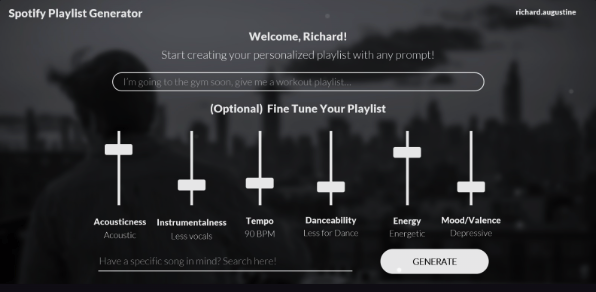 Spotify Playlist Generator
richard.augustine
Welcome, Richard!
Start creating your personalized playlist with any prompt!
I'm going to the gym soon, give me a workout playlist...
(Optional) Fine Tune Your Playlist
Acousticness Instrumentalness Tempo Danceability Energy Mood/Valence
Acoustic Less vocals 90 BPM Less for Dance Energetic Depressive
Have a specific song in mind? Search here!
GENERATE